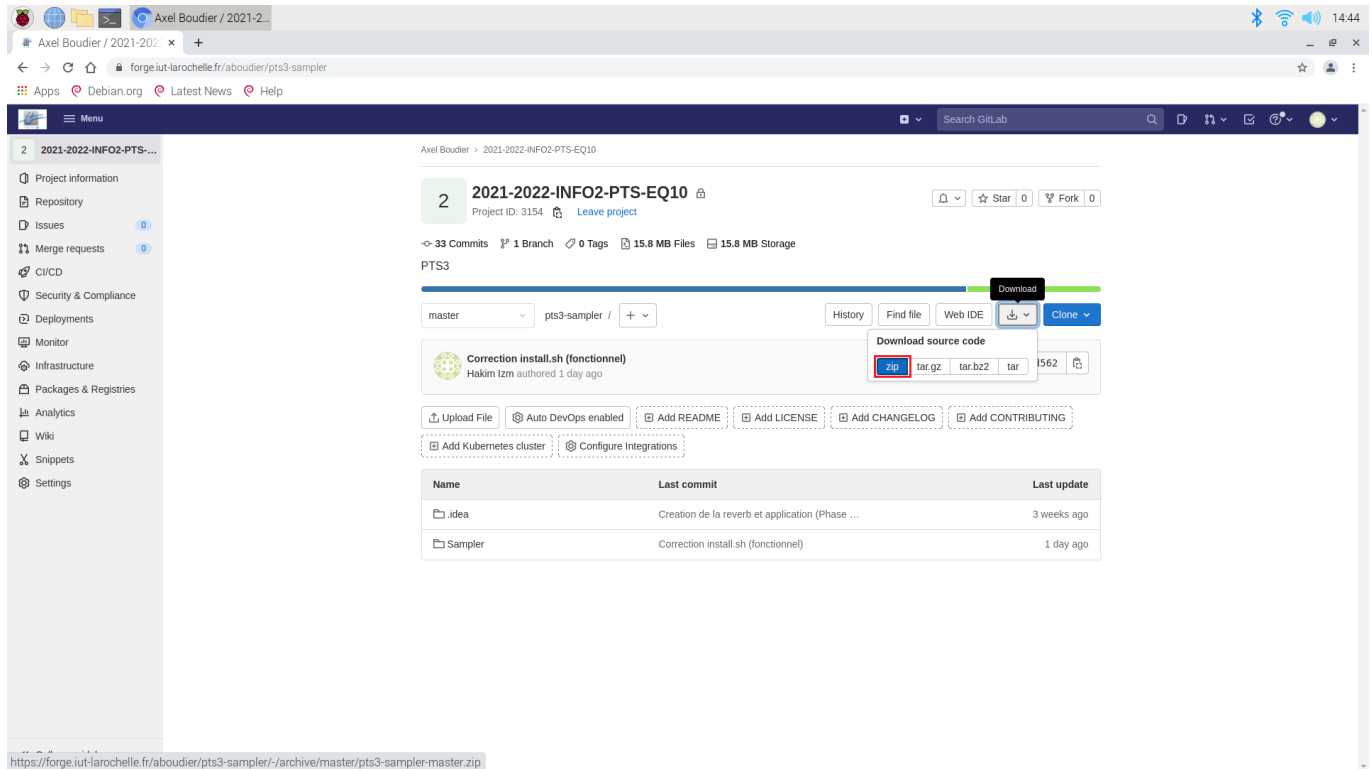 Axel Boudier / 2021-2...
14:44
Axel Boudier / 2021-202
forge.iut-larochelle.fr/aboudier/pts3-sampler
Apps Debian.org Latest News Help
Menu
Search GitLab
2 2021-2022-INFO2-PTS-...
Project information
Repository
Issues 0
Merge requests 0
CI/CD
Security & Compliance
Deployments
Monitor
Infrastructure
Packages & Registries
Analytics
Wiki
Snippets
Settings
Axel Boudier › 2021-2022-INFO2-PTS-EQ10
2
2021-2022-INFO2-PTS-EQ10
Project ID: 3154 Leave project
Star 0 Fork 0
33 Commits 1 Branch 0 Tags 15.8 MB Files 15.8 MB Storage
PTS3
Download
master pts3-sampler / + History Find file Web IDE Clone
Download source code
zip tar.gz tar.bz2 tar
Correction install.sh (fonctionnel)
Hakim Izm authored 1 day ago
562
Upload File Auto DevOps enabled Add README Add LICENSE Add CHANGELOG Add CONTRIBUTING
Add Kubernetes cluster Configure Integrations
Name Last commit Last update
.idea Creation de la reverb et application (Phase ... 3 weeks ago
Sampler Correction install.sh (fonctionnel) 1 day ago
https://forge.iut-larochelle.fr/aboudier/pts3-sampler/-/archive/master/pts3-sampler-master.zip